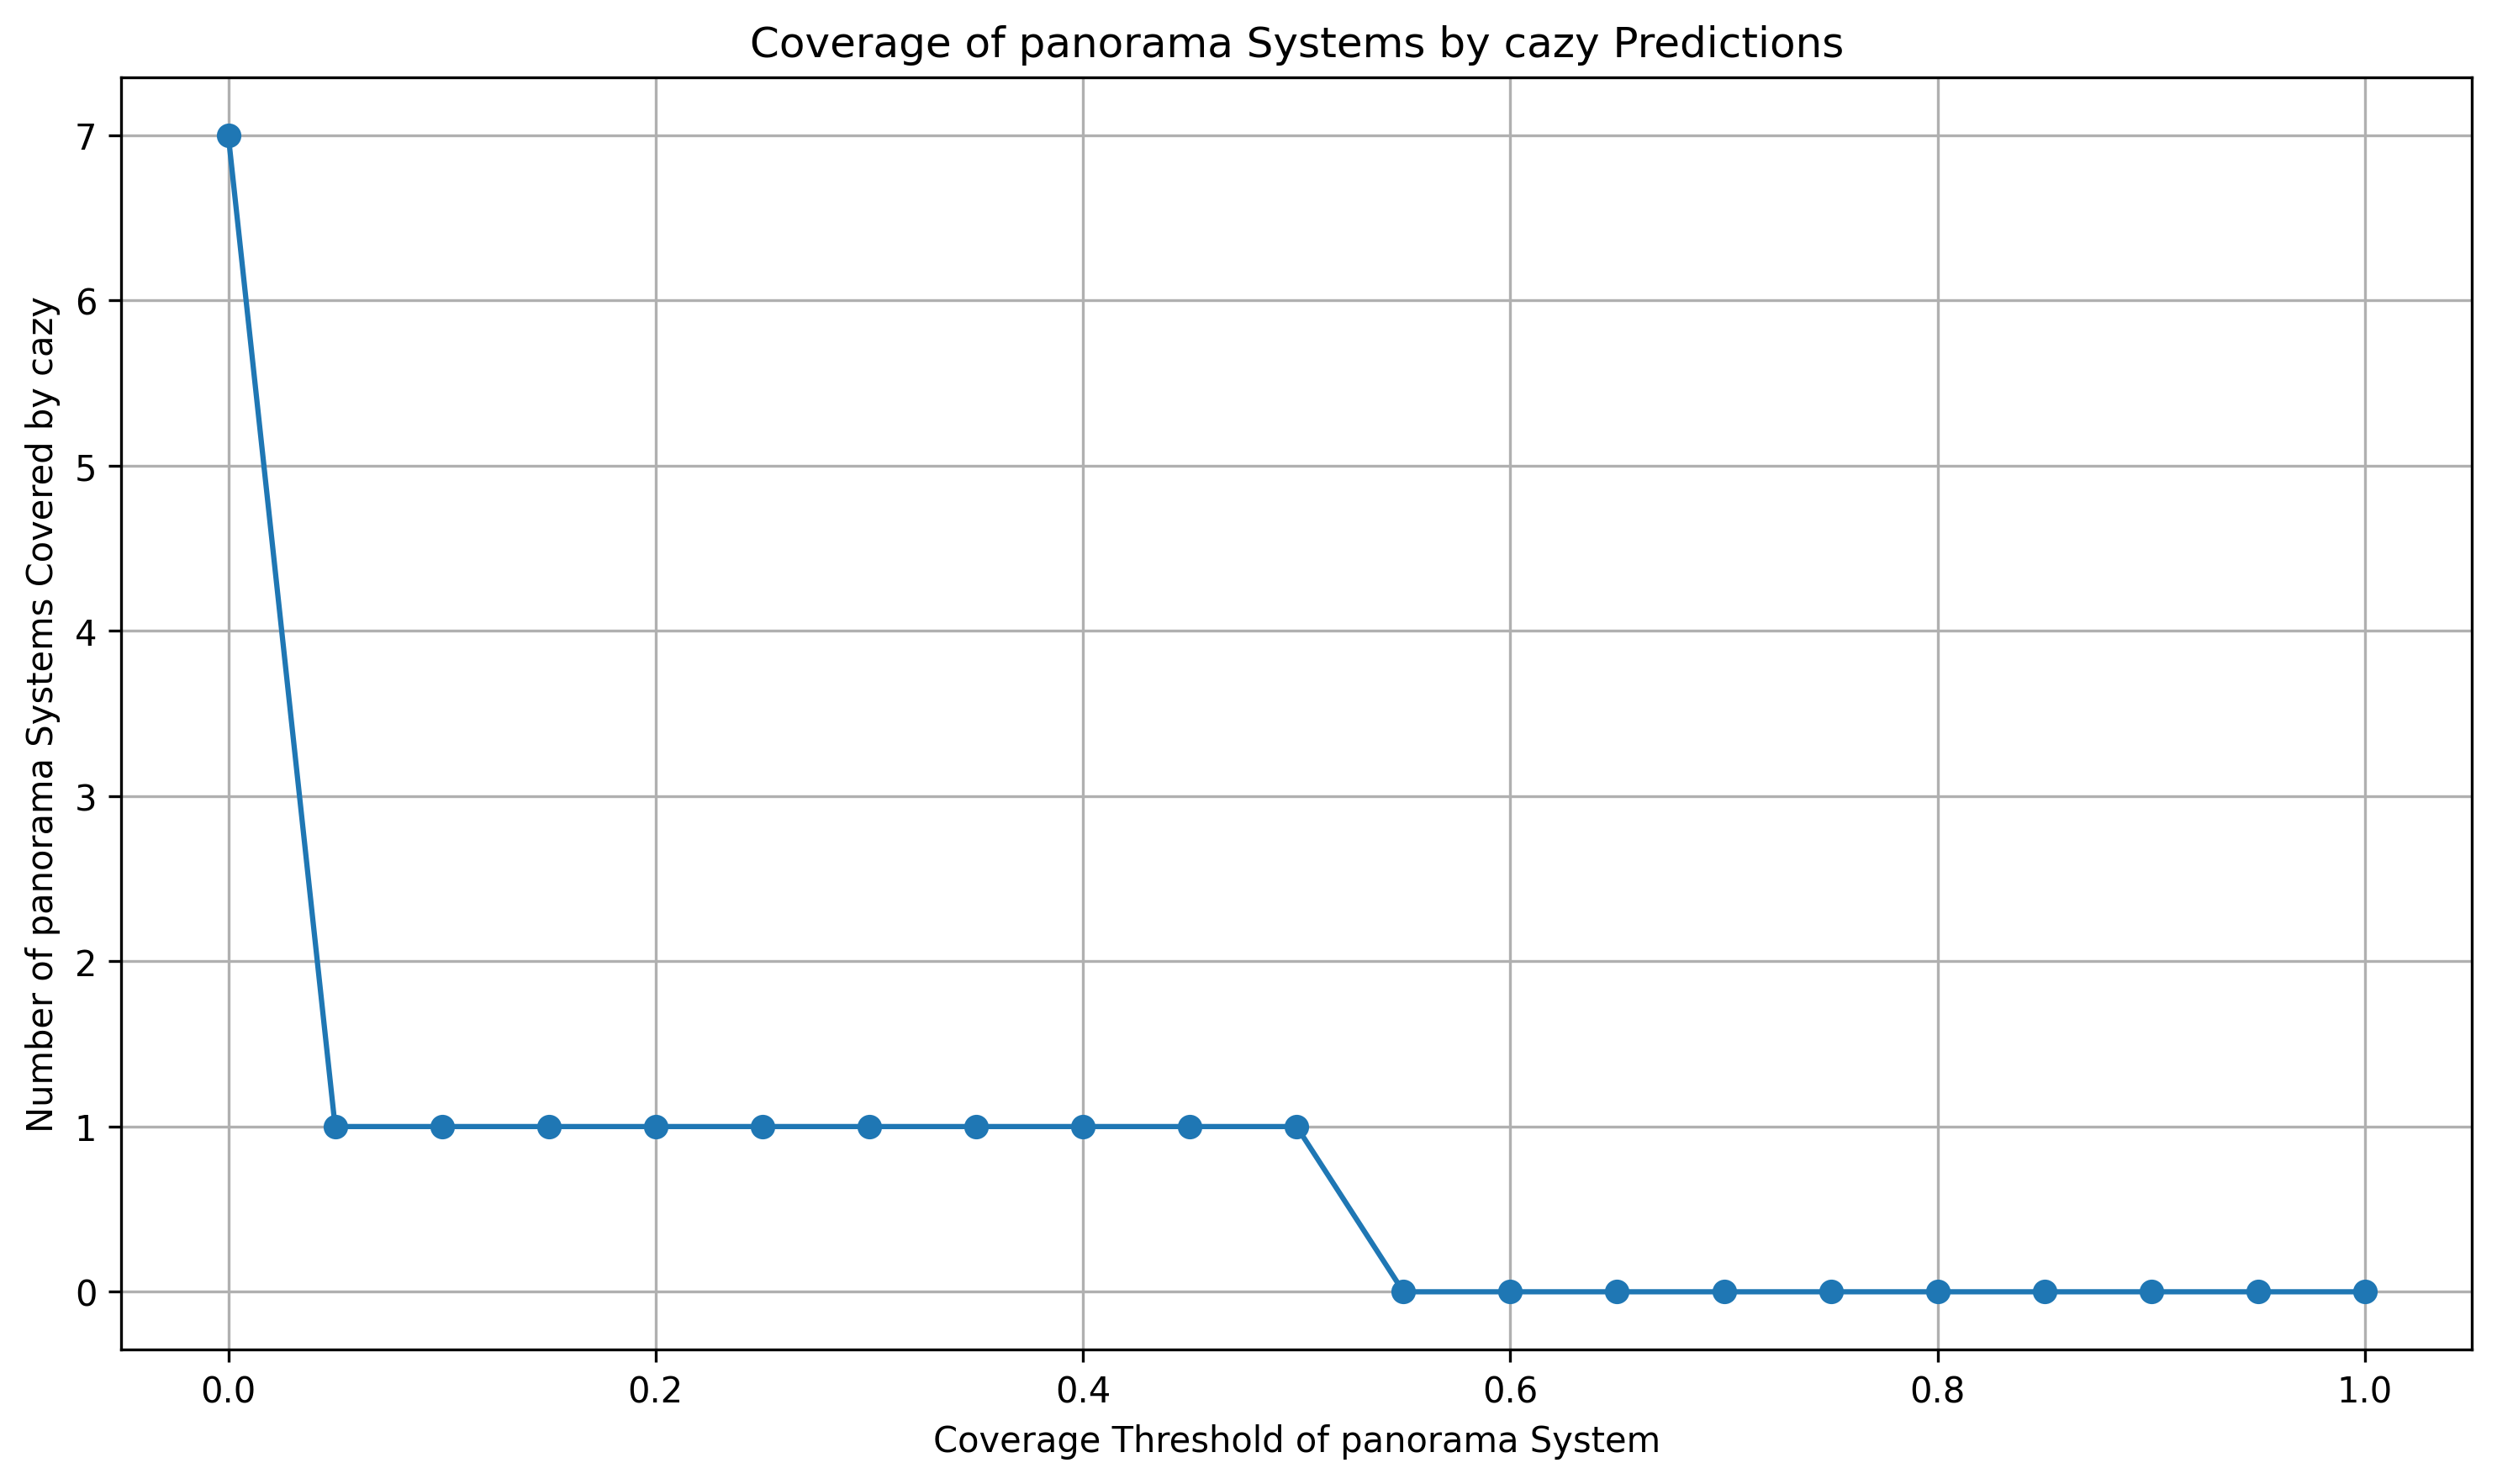 Coverage of panorama Systems by cazy Predictions
Number of panorama Systems Covered by cazy
7
6
5
4
3
2
1
0
0.0 0.2 0.4 0.6 0.8 1.0
Coverage Threshold of panorama System